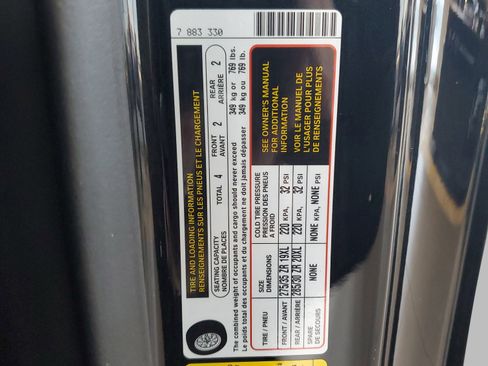 7 883 330
TIRE AND LOADING INFORMATION
RENSEIGNEMENTS SUR LES PNEUS ET LE CHARGEMENT
SEATING CAPACITY TOTAL 4 FRONT 2 REAR 2
NOMBRE DE PLACES AVANT ARRIÈRE
The combined weight of occupants and cargo should never exceed 349 kg or 769 lbs.
Le poids total des occupants et du chargement ne doit jamais dépasser 349 kg ou 769 lb.
TIRE / PNEU SIZE DIMENSIONS COLD TIRE PRESSURE PRESSION DES PNEUS A FROID
FRONT / AVANT 275/35 ZR 19XL 220 KPA, 32 PSI
REAR / ARRIÈRE 285/30 ZR 20XL 220 KPA, 32 PSI
SPARE DE SECOURS NONE NONE KPA, NONE PSI
SEE OWNER'S MANUAL
FOR ADDITIONAL
INFORMATION
VOIR LE MANUEL DE
L'USAGER POUR PLUS
DE RENSEIGNEMENTS